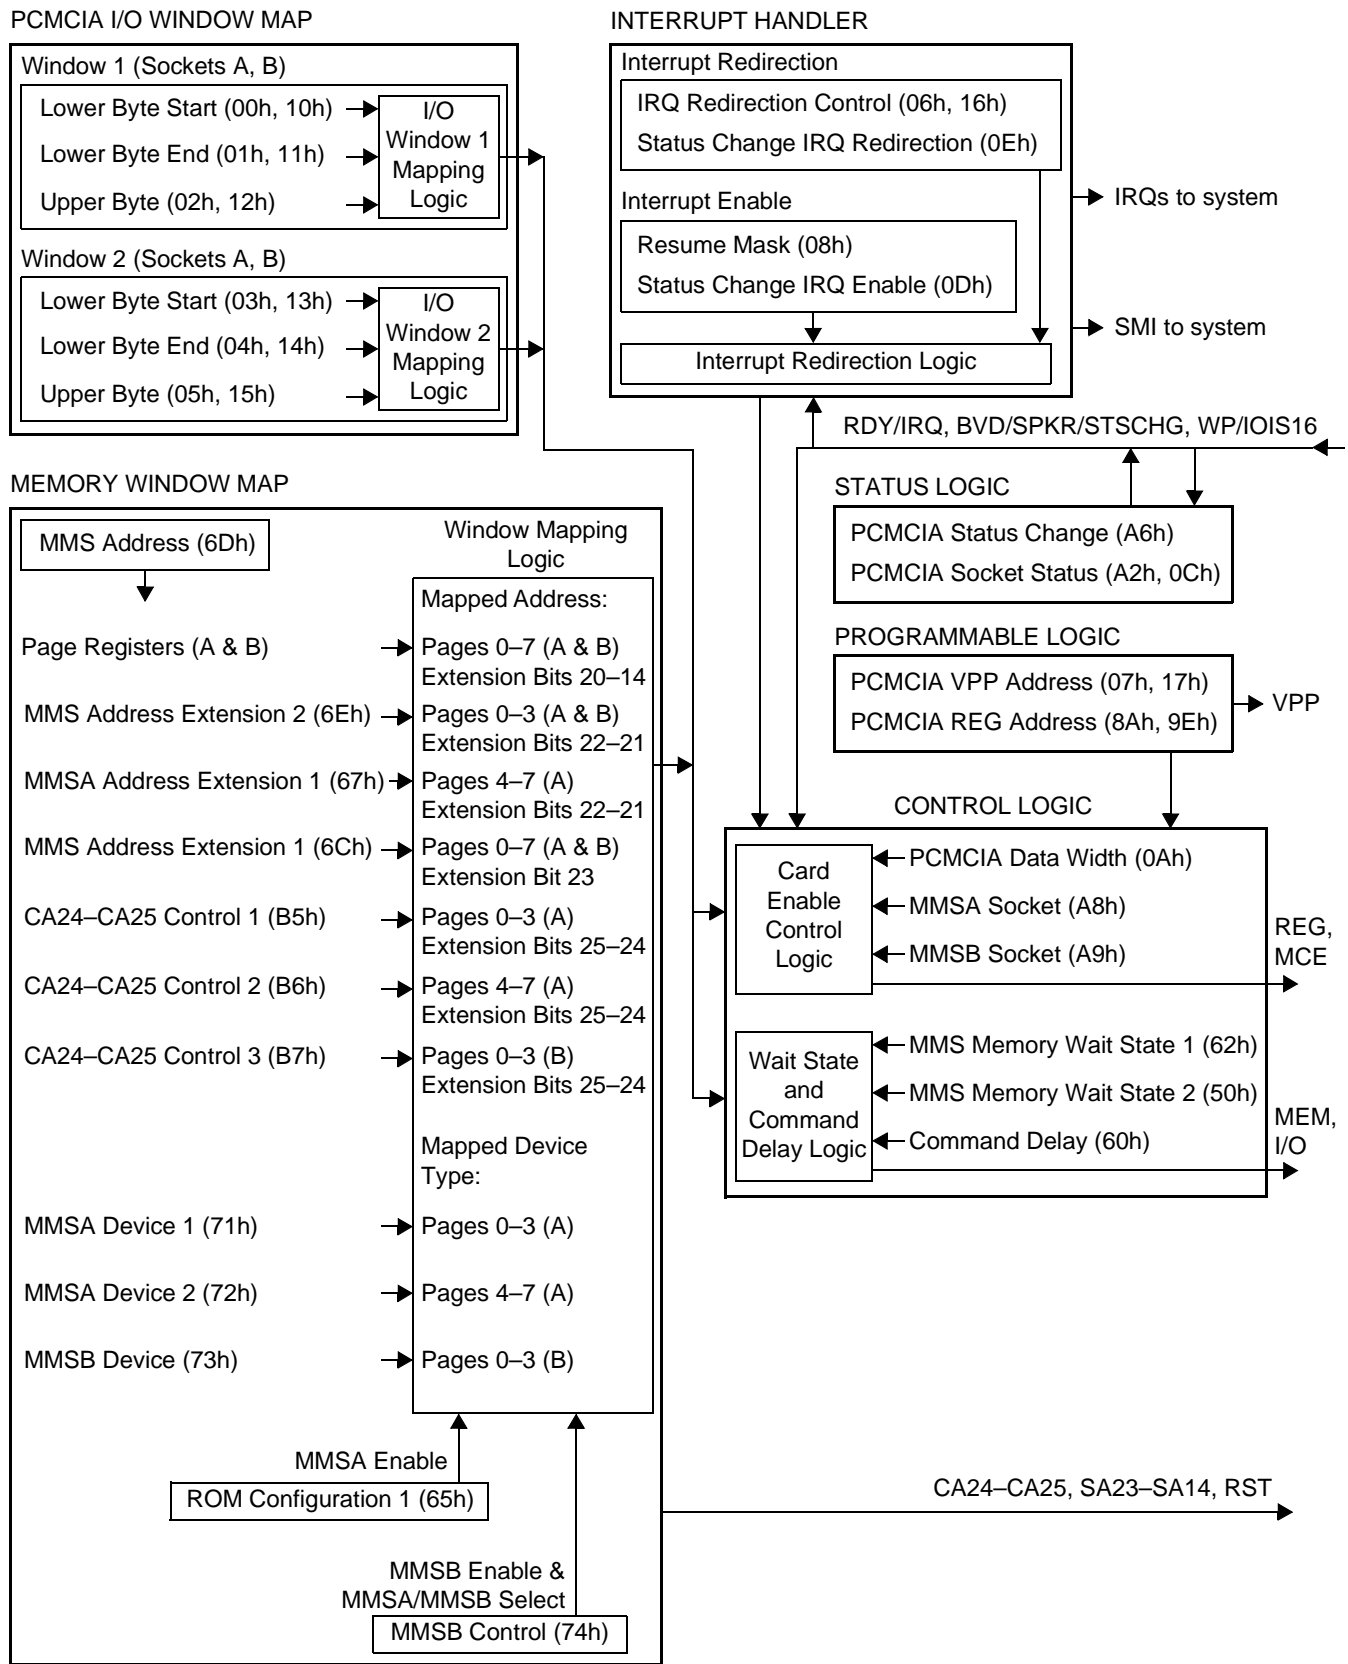 PCMCIA I/O WINDOW MAP
Window 1 (Sockets A, B)
Lower Byte Start (00h, 10h)
Lower Byte End (01h, 11h)
Upper Byte (02h, 12h)
I/O
Window 1
Mapping
Logic
Window 2 (Sockets A, B)
Lower Byte Start (03h, 13h)
Lower Byte End (04h, 14h)
Upper Byte (05h, 15h)
I/O
Window 2
Mapping
Logic
INTERRUPT HANDLER
Interrupt Redirection
IRQ Redirection Control (06h, 16h)
Status Change IRQ Redirection (0Eh)
Interrupt Enable
Resume Mask (08h)
Status Change IRQ Enable (0Dh)
Interrupt Redirection Logic
IRQs to system
SMI to system
RDY/IRQ, BVD/SPKR/STSCHG, WP/IOIS16
STATUS LOGIC
PCMCIA Status Change (A6h)
PCMCIA Socket Status (A2h, 0Ch)
PROGRAMMABLE LOGIC
PCMCIA VPP Address (07h, 17h)
PCMCIA REG Address (8Ah, 9Eh)
VPP
MEMORY WINDOW MAP
MMS Address (6Dh)
Window Mapping
Logic
Mapped Address:
Page Registers (A & B)
Pages 0–7 (A & B)
Extension Bits 20–14
MMS Address Extension 2 (6Eh)
Pages 0–3 (A & B)
Extension Bits 22–21
MMSA Address Extension 1 (67h)
Pages 4–7 (A)
Extension Bits 22–21
MMS Address Extension 1 (6Ch)
Pages 0–7 (A & B)
Extension Bit 23
CA24–CA25 Control 1 (B5h)
Pages 0–3 (A)
Extension Bits 25–24
CA24–CA25 Control 2 (B6h)
Pages 4–7 (A)
Extension Bits 25–24
CA24–CA25 Control 3 (B7h)
Pages 0–3 (B)
Extension Bits 25–24
Mapped Device
Type:
MMSA Device 1 (71h)
Pages 0–3 (A)
MMSA Device 2 (72h)
Pages 4–7 (A)
MMSB Device (73h)
Pages 0–3 (B)
MMSA Enable
ROM Configuration 1 (65h)
MMSB Enable &
MMSA/MMSB Select
MMSB Control (74h)
CONTROL LOGIC
Card
Enable
Control
Logic
PCMCIA Data Width (0Ah)
MMSA Socket (A8h)
MMSB Socket (A9h)
REG,
MCE
Wait State
and
Command
Delay Logic
MMS Memory Wait State 1 (62h)
MMS Memory Wait State 2 (50h)
Command Delay (60h)
MEM,
I/O
CA24–CA25, SA23–SA14, RST